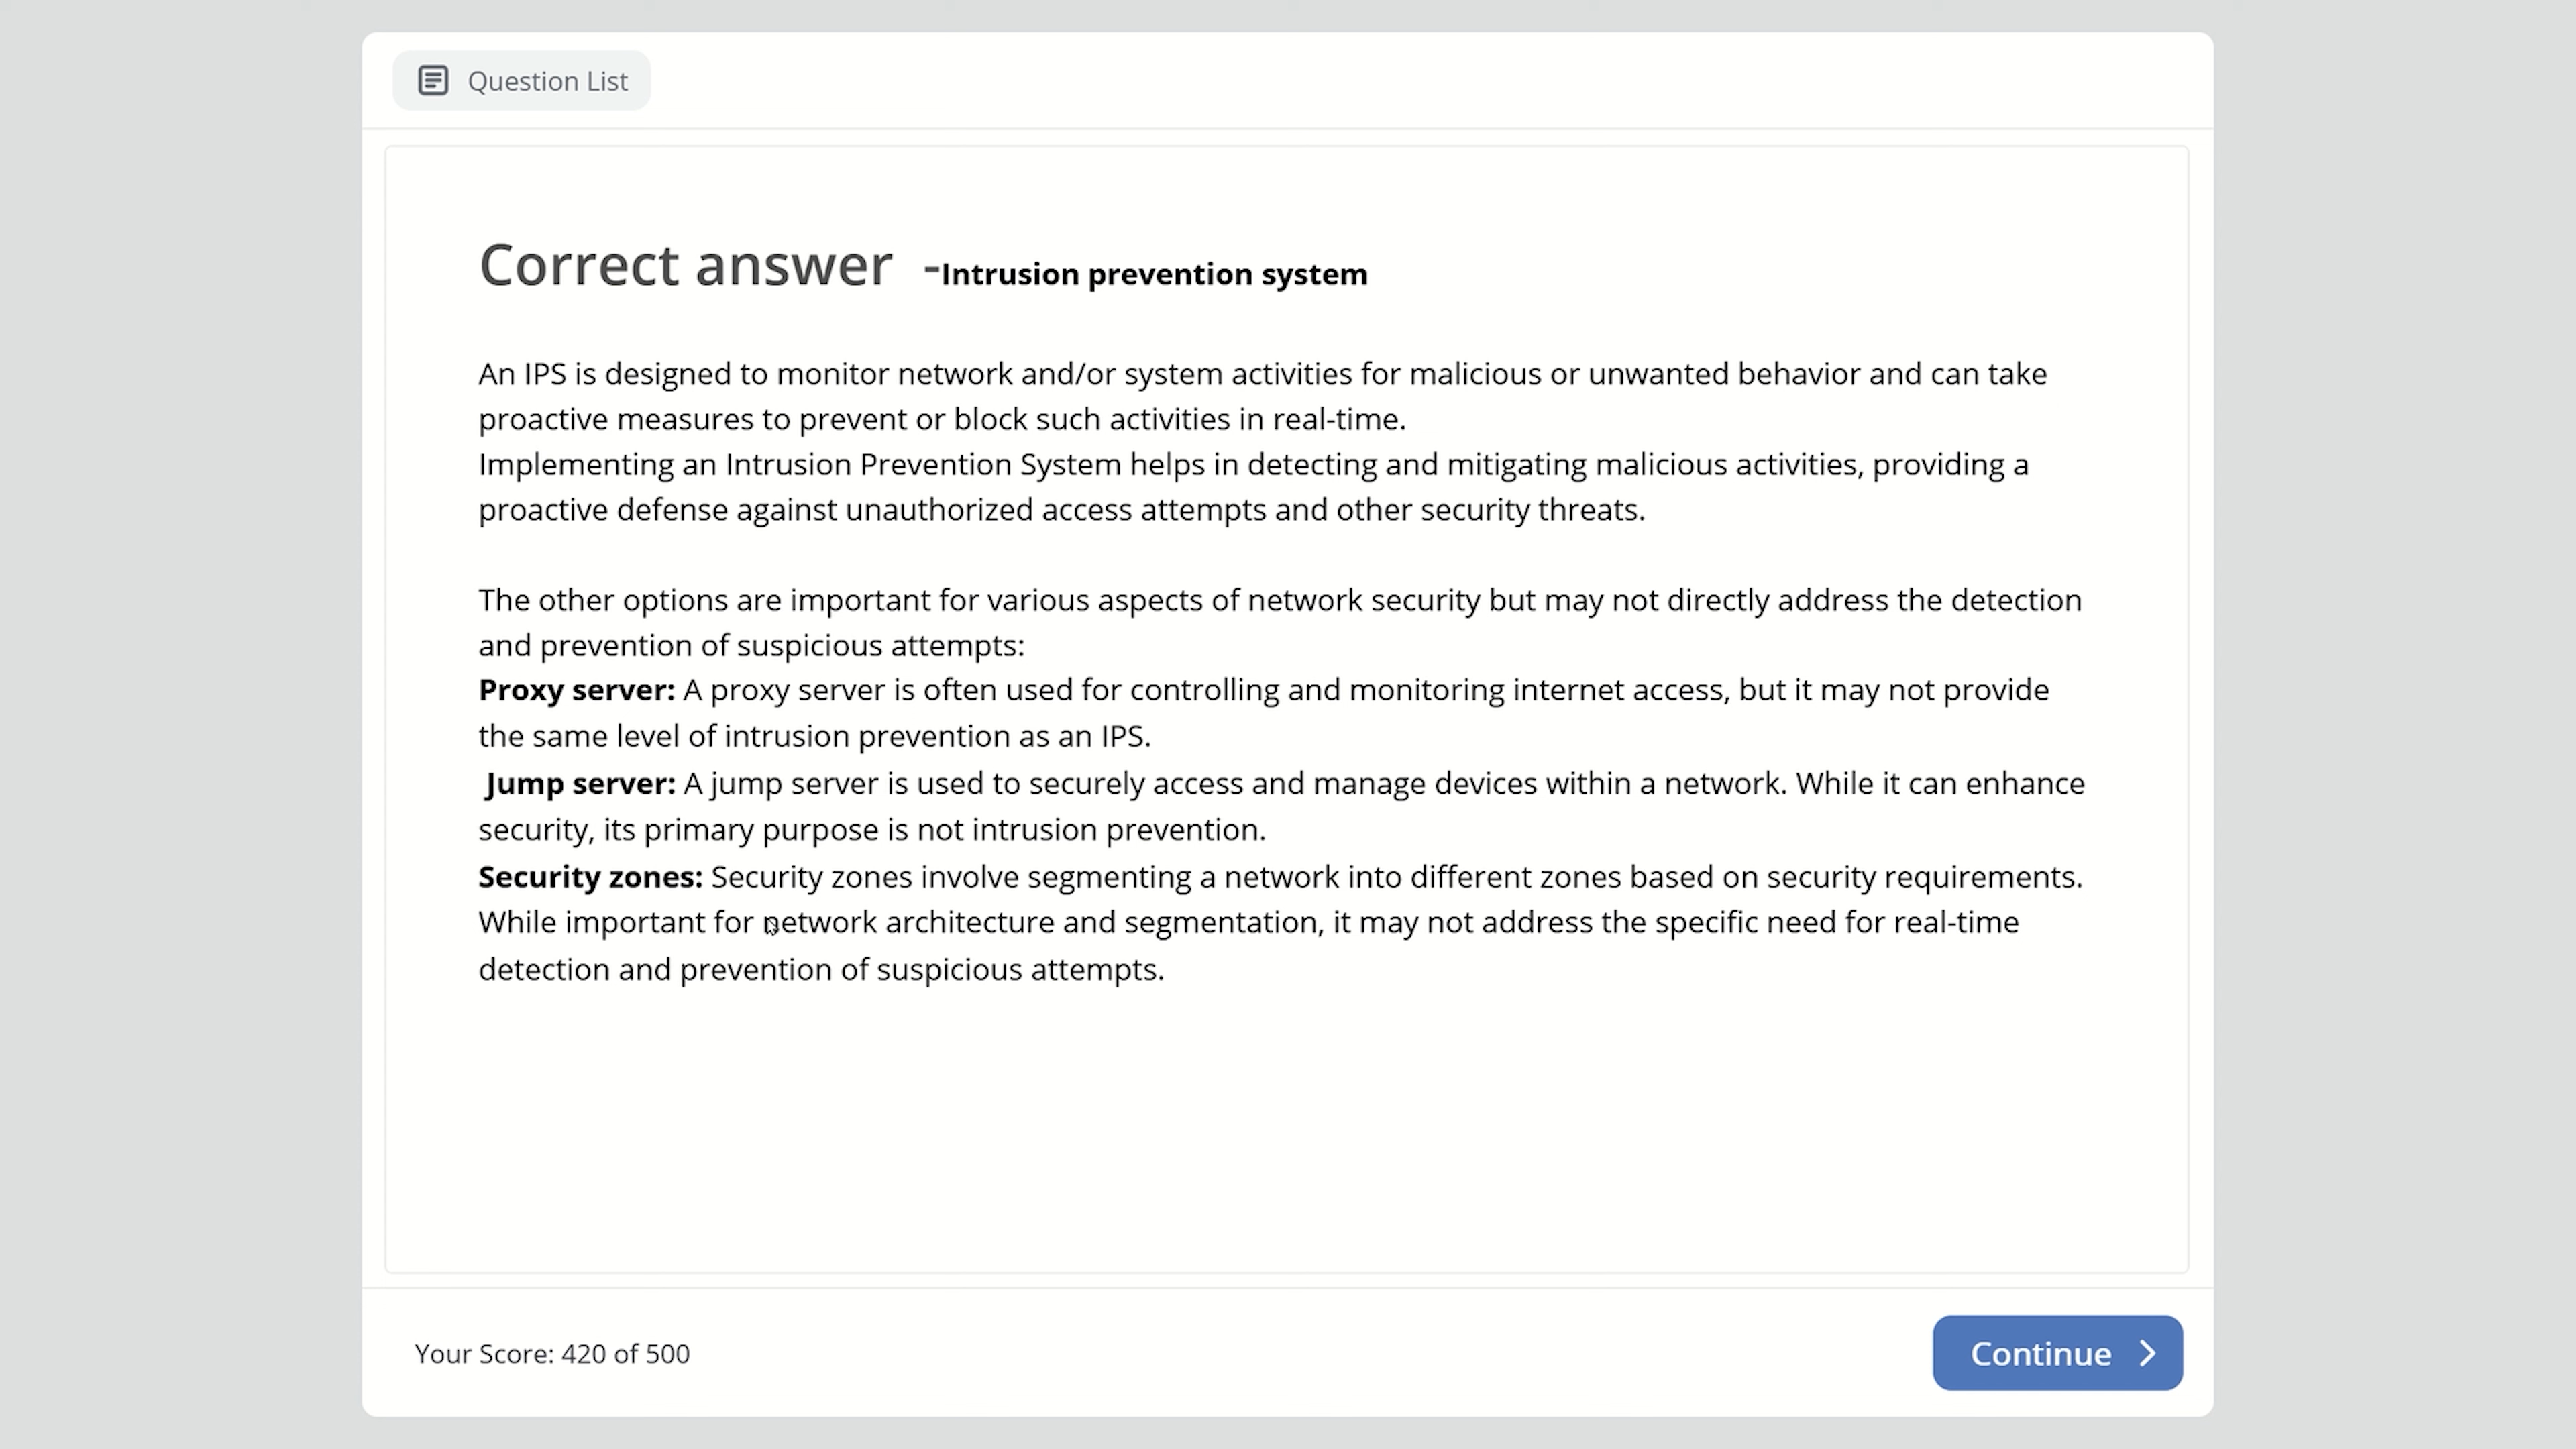 Question List
Correct answer -Intrusion prevention system
An IPS is designed to monitor network and/or system activities for malicious or unwanted behavior and can take
proactive measures to prevent or block such activities in real-time.
Implementing an Intrusion Prevention System helps in detecting and mitigating malicious activities, providing a
proactive defense against unauthorized access attempts and other security threats.
The other options are important for various aspects of network security but may not directly address the detection
and prevention of suspicious attempts:
Proxy server: A proxy server is often used for controlling and monitoring internet access, but it may not provide
the same level of intrusion prevention as an IPS.
Jump server: A jump server is used to securely access and manage devices within a network. While it can enhance
security, its primary purpose is not intrusion prevention.
Security zones: Security zones involve segmenting a network into different zones based on security requirements.
While important for network architecture and segmentation, it may not address the specific need for real-time
detection and prevention of suspicious attempts.
Your Score: 420 of 500
Continue